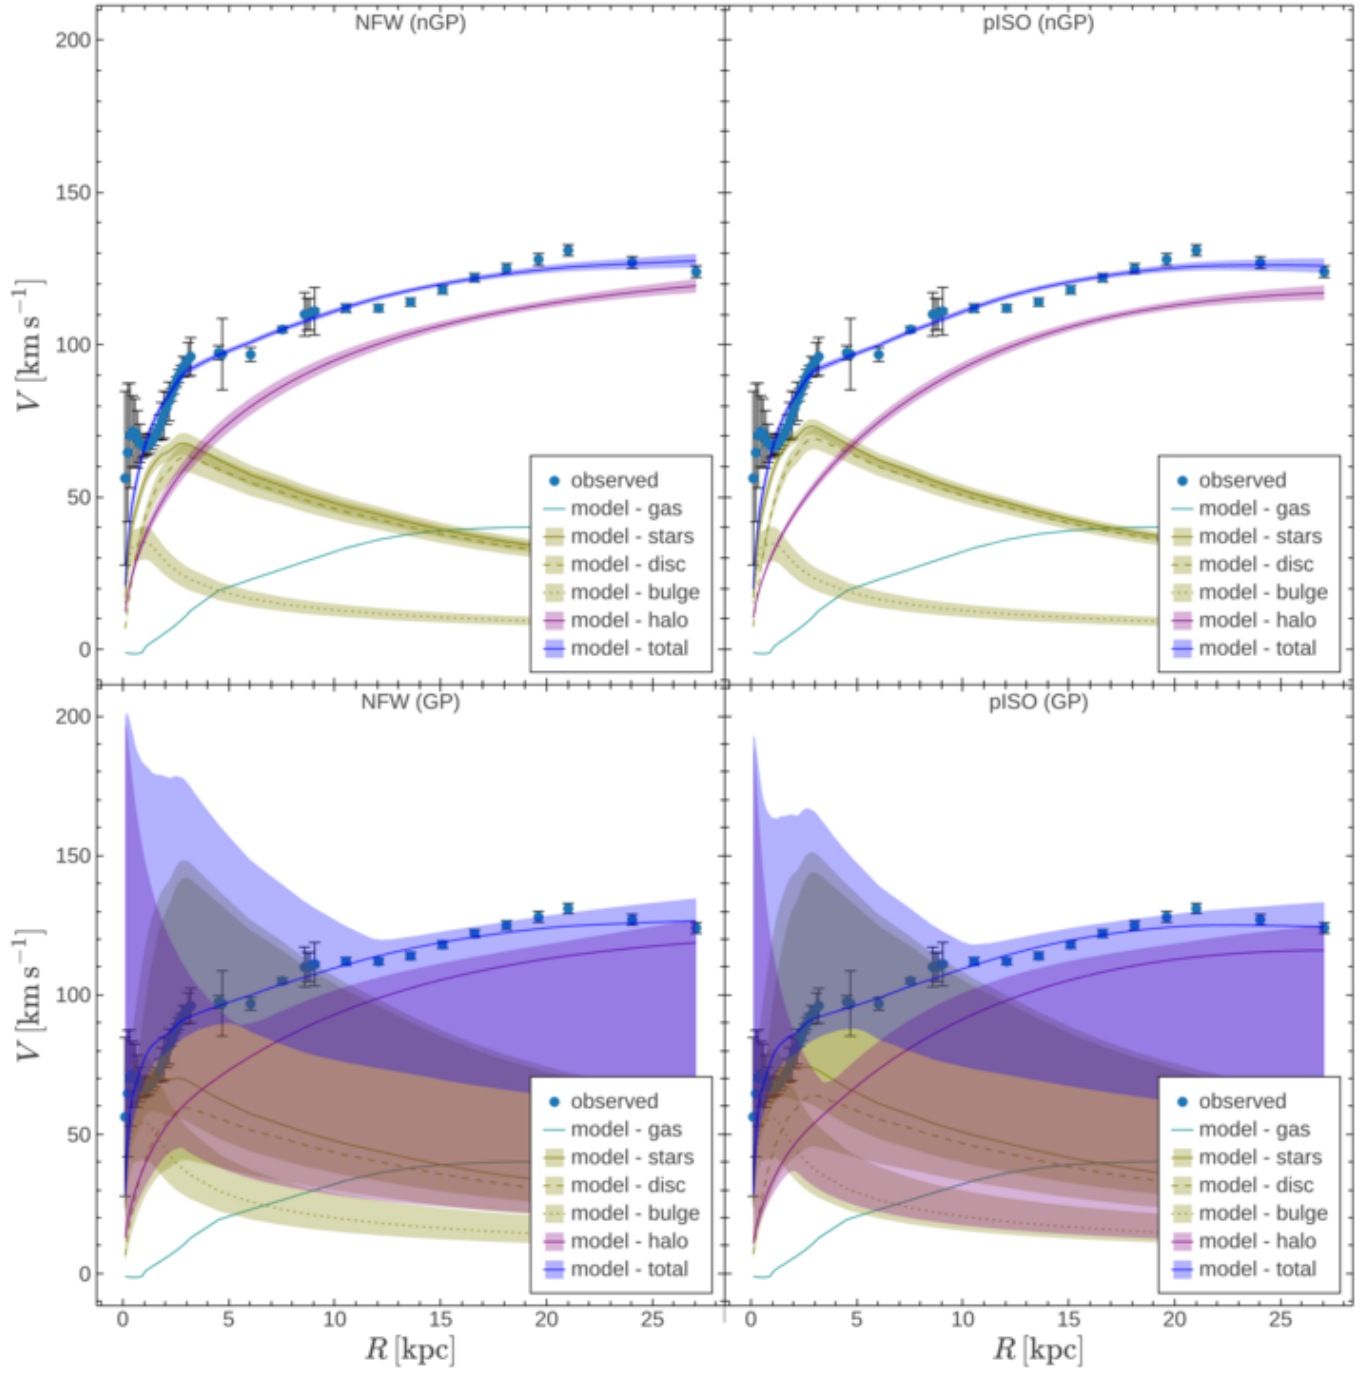 NFW (nGP)
pISO (nGP)
200
150
100
50
0
V [km s⁻¹]
observed
model - gas
model - stars
model - disc
model - bulge
model - halo
model - total
observed
model - gas
model - stars
model - disc
model - bulge
model - halo
model - total
NFW (GP)
pISO (GP)
200
150
100
50
0
V [km s⁻¹]
observed
model - gas
model - stars
model - disc
model - bulge
model - halo
model - total
observed
model - gas
model - stars
model - disc
model - bulge
model - halo
model - total
0 5 10 15 20 25
0 5 10 15 20 25
R [kpc]
R [kpc]